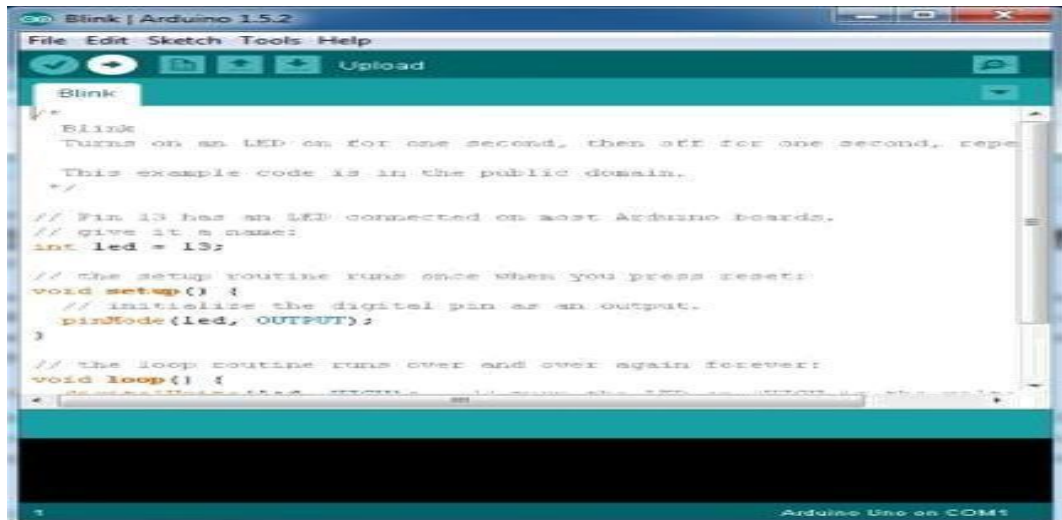 Blink | Arduino 1.5.2
File Edit Sketch Tools Help
Upload
Blink
/*
Blink
Turns on an LED on for one second, then off for one second, repe
This example code is in the public domain.
*/
// Pin 13 has an LED connected on most Arduino boards.
// give it a name:
int led = 13;
// the setup routine runs once when you press reset:
void setup() {
// initialize the digital pin as an output.
pinMode(led, OUTPUT);
}
// the loop routine runs over and over again forever:
void loop() {
1
Arduino Uno on COM1